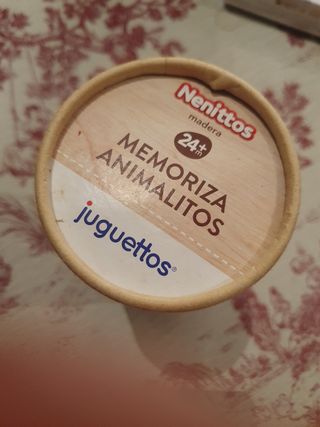 Nenittos
madera
24+
m
MEMORIZA
ANIMALITOS
juguettos®